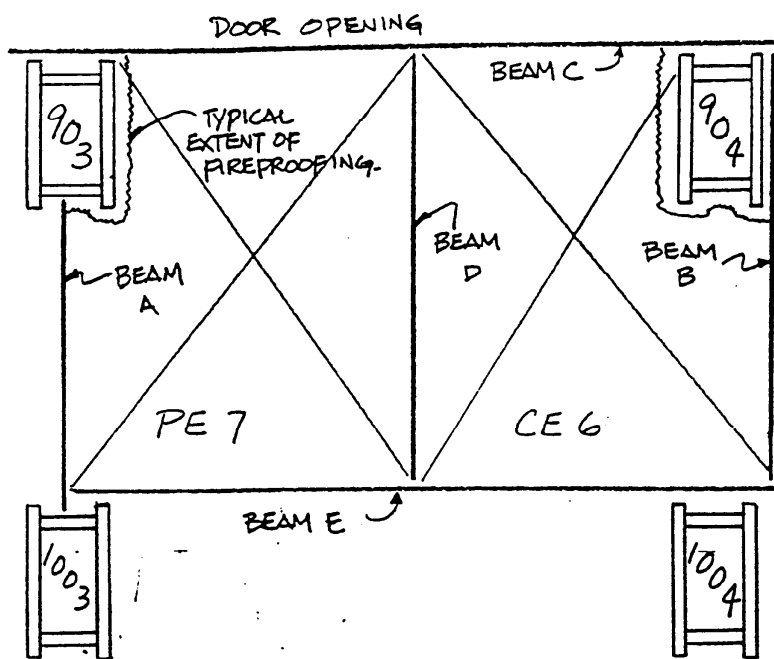 DOOR OPENING
BEAM C
903
904
TYPICAL
EXTENT OF
FIREPROOFING.
BEAM
A
BEAM
D
BEAM
B
PE 7
CE 6
BEAM E
1003
1004